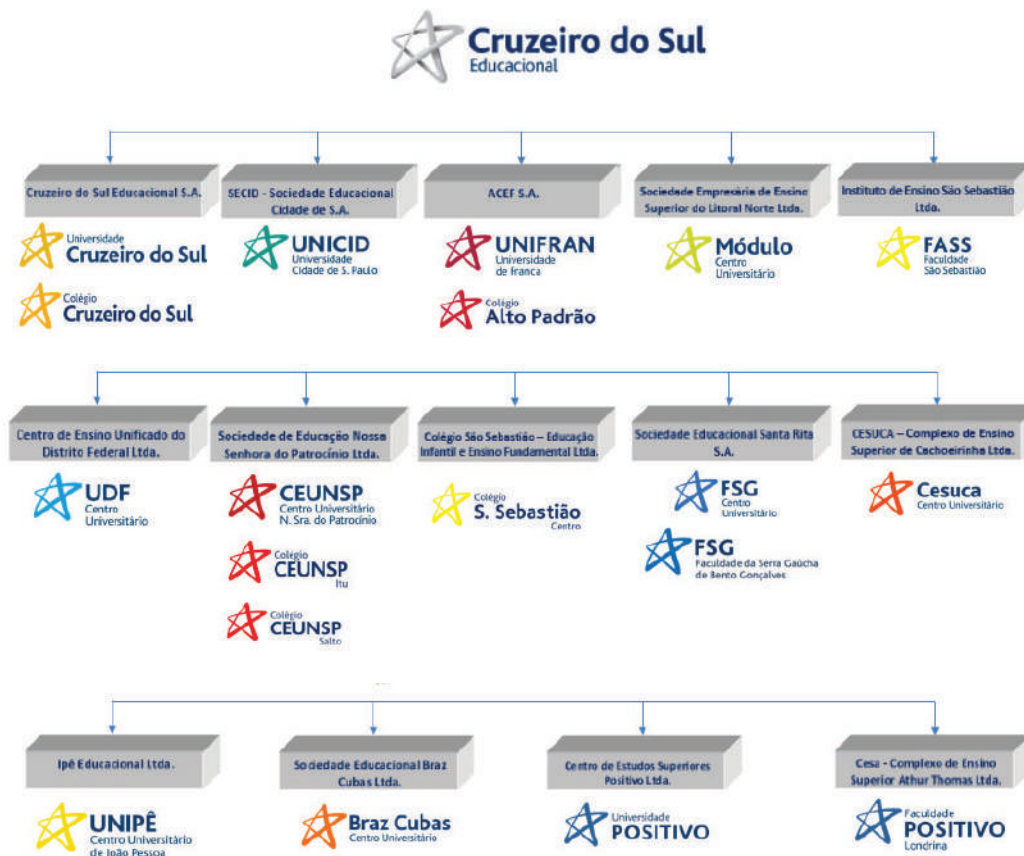 Cruzeiro do Sul
Educacional
Cruzeiro do Sul Educacional S.A.
SECID - Sociedade Educacional
Cidade de S.A.
ACEF S.A.
Sociedade Empresária de Ensino
Superior do Litoral Norte Ltda.
Instituto de Ensino São Sebastião
Ltda.
Universidade
Cruzeiro do Sul
Colégio
Cruzeiro do Sul
UNICID
Universidade
Cidade de S. Paulo
UNIFRAN
Universidade
de Franca
Colégio
Alto Padrão
Módulo
Centro
Universitário
FASS
Faculdade
São Sebastião
Centro de Ensino Unificado do
Distrito Federal Ltda.
Sociedade de Educação Nossa
Senhora do Patrocínio Ltda.
Colégio São Sebastião – Educação
Infantil e Ensino Fundamental Ltda.
Sociedade Educacional Santa Rita
S.A.
CESUCA – Complexo de Ensino
Superior de Cachoeirinha Ltda.
UDF
Centro
Universitário
CEUNSP
Centro Universitário
N. Sra. do Patrocínio
Colégio
CEUNSP
Itu
Colégio
CEUNSP
Salto
Colégio
S. Sebastião
Centro
FSG
Centro
Universitário
FSG
Faculdade da Serra Gaúcha
de Bento Gonçalves
Cesuca
Centro Universitário
Ipê Educacional Ltda.
Sociedade Educacional Braz
Cubas Ltda.
Centro de Estudos Superiores
Positivo Ltda.
Cesa - Complexo de Ensino
Superior Athur Thomas Ltda.
UNIPÊ
Centro Universitário
de João Pessoa
Braz Cubas
Centro Universitário
Universidade
POSITIVO
Faculdade
POSITIVO
Londrina